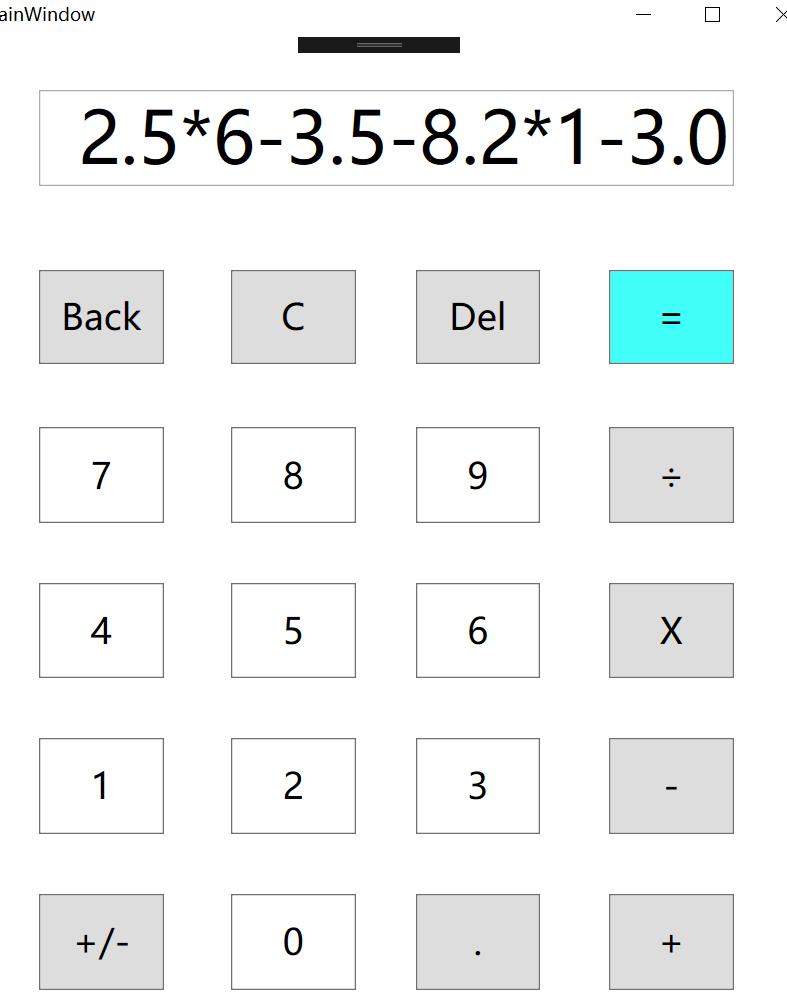 ainWindow
2.5*6-3.5-8.2*1-3.0
Back C Del =
7 8 9 ÷
4 5 6 X
1 2 3 -
+/- 0 . +